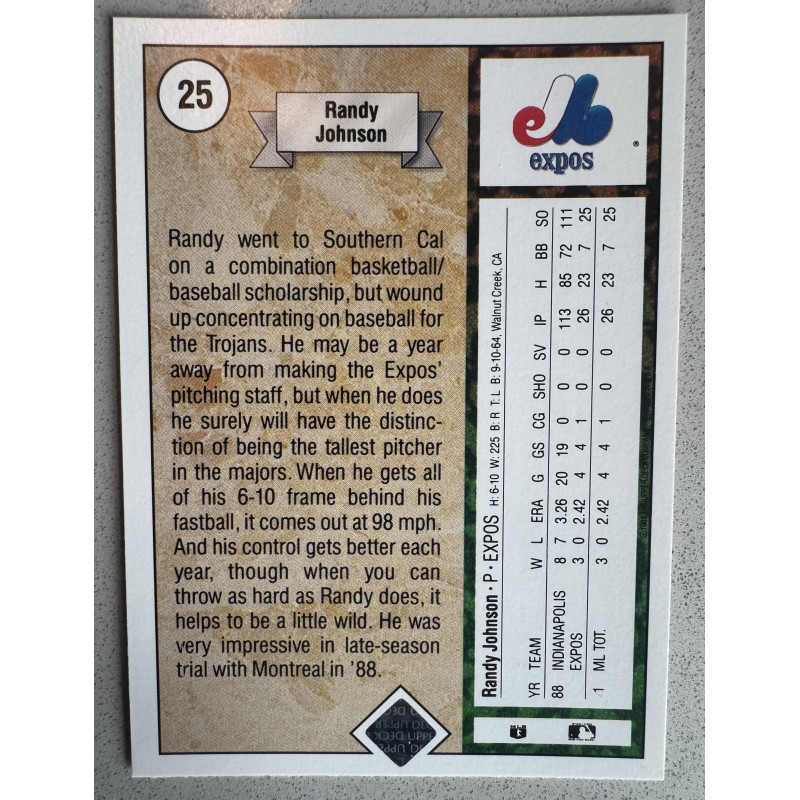 25
Randy
Johnson
Randy went to Southern Cal
on a combination basketball/
baseball scholarship, but wound
up concentrating on baseball for
the Trojans. He may be a year
away from making the Expos'
pitching staff, but when he does
he surely will have the distinc-
tion of being the tallest pitcher
in the majors. When he gets all
of his 6-10 frame behind his
fastball, it comes out at 98 mph.
And his control gets better each
year, though when you can
throw as hard as Randy does, it
helps to be a little wild. He was
very impressive in late-season
trial with Montreal in '88.
expos
®
Randy Johnson • P • EXPOS H: 6-10 W: 225 B: R T: L B: 9-10-64, Walnut Creek, CA
YR TEAM W L ERA G GS CG SHO SV IP H BB SO
88 INDIANAPOLIS 8 7 3.26 20 19 0 0 0 113 85 72 111
EXPOS 3 0 2.42 4 4 1 0 0 26 23 7 25
1 ML TOT. 3 0 2.42 4 4 1 0 0 26 23 7 25
UPPER DECK